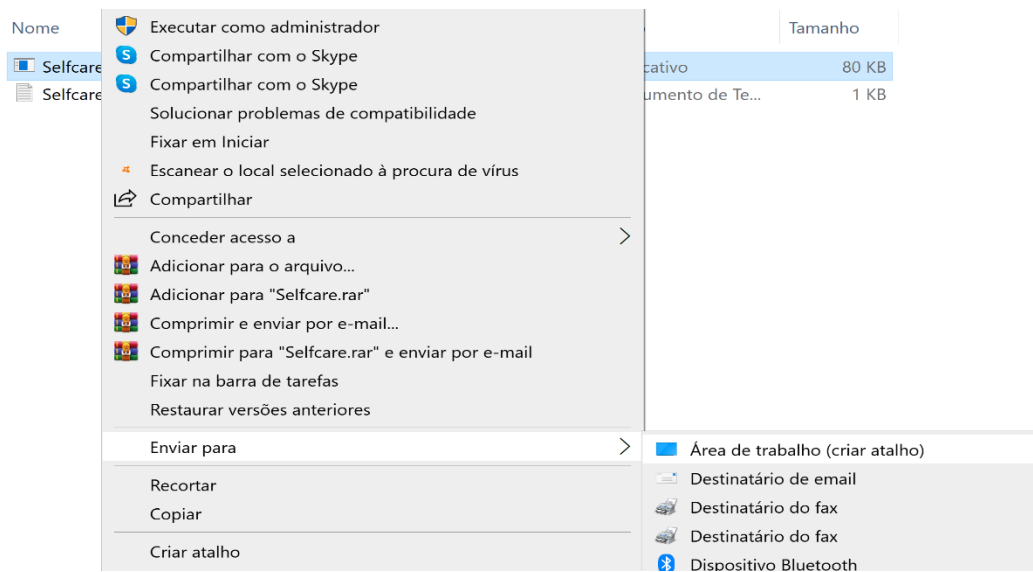 Nome
Tamanho
Selfcare
cativo
80 KB
Selfcare
umento de Te...
1 KB
Executar como administrador
Compartilhar com o Skype
Compartilhar com o Skype
Solucionar problemas de compatibilidade
Fixar em Iniciar
Escanear o local selecionado à procura de vírus
Compartilhar
Conceder acesso a
Adicionar para o arquivo...
Adicionar para "Selfcare.rar"
Comprimir e enviar por e-mail...
Comprimir para "Selfcare.rar" e enviar por e-mail
Fixar na barra de tarefas
Restaurar versões anteriores
Enviar para
Recortar
Copiar
Criar atalho
Área de trabalho (criar atalho)
Destinatário de email
Destinatário do fax
Destinatário do fax
Dispositivo Bluetooth